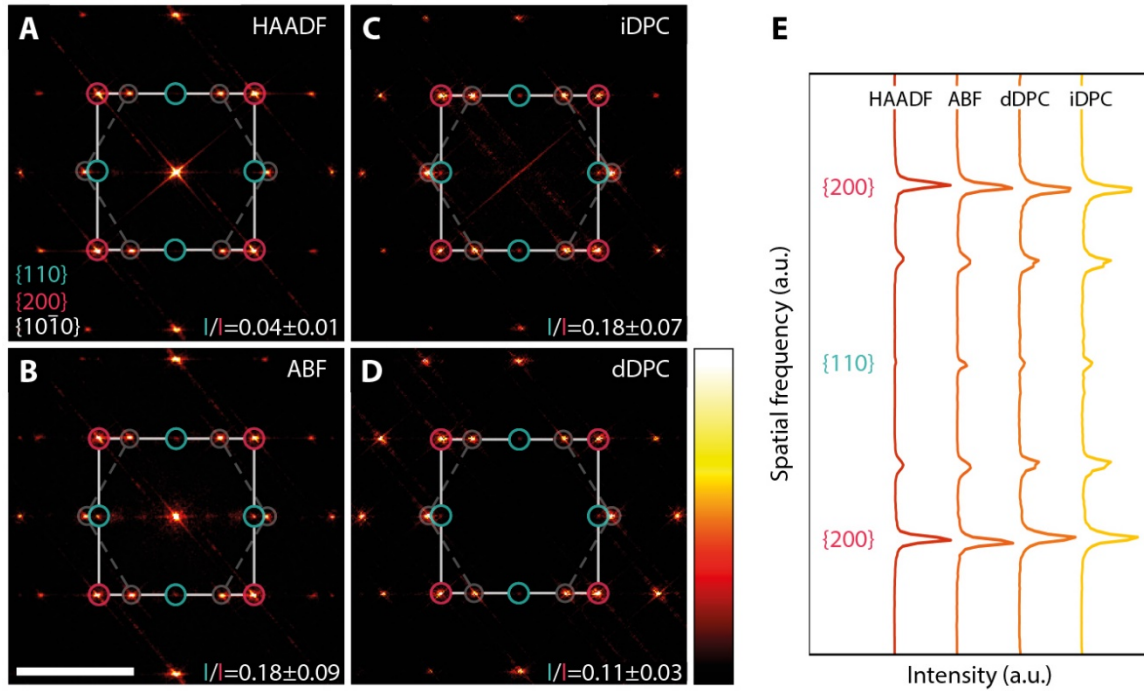 A
HAADF
{110}
{200}
{101̄0}
I/I=0.04±0.01
C
iDPC
I/I=0.18±0.07
B
ABF
I/I=0.18±0.09
D
dDPC
I/I=0.11±0.03
E
HAADF ABF dDPC iDPC
{200}
{110}
{200}
Spatial frequency (a.u.)
Intensity (a.u.)